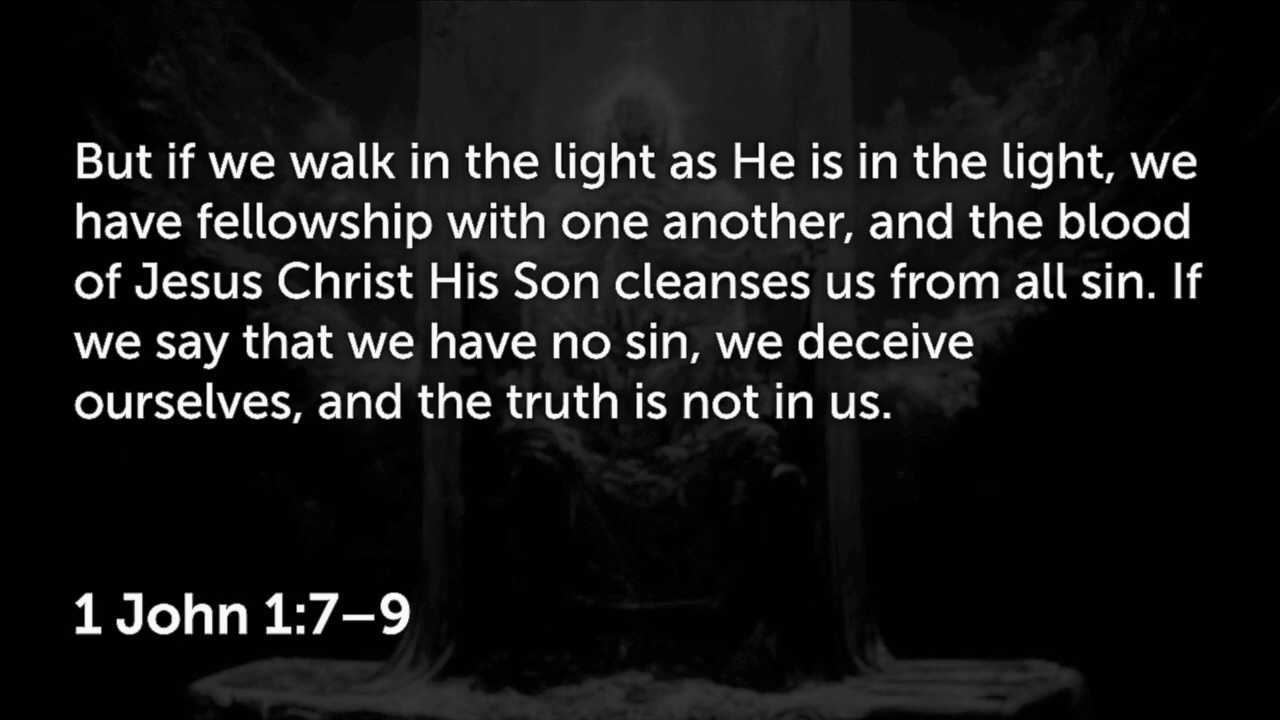 But if we walk in the light as He is in the light, we
have fellowship with one another, and the blood
of Jesus Christ His Son cleanses us from all sin. If
we say that we have no sin, we deceive
ourselves, and the truth is not in us.
1 John 1:7–9